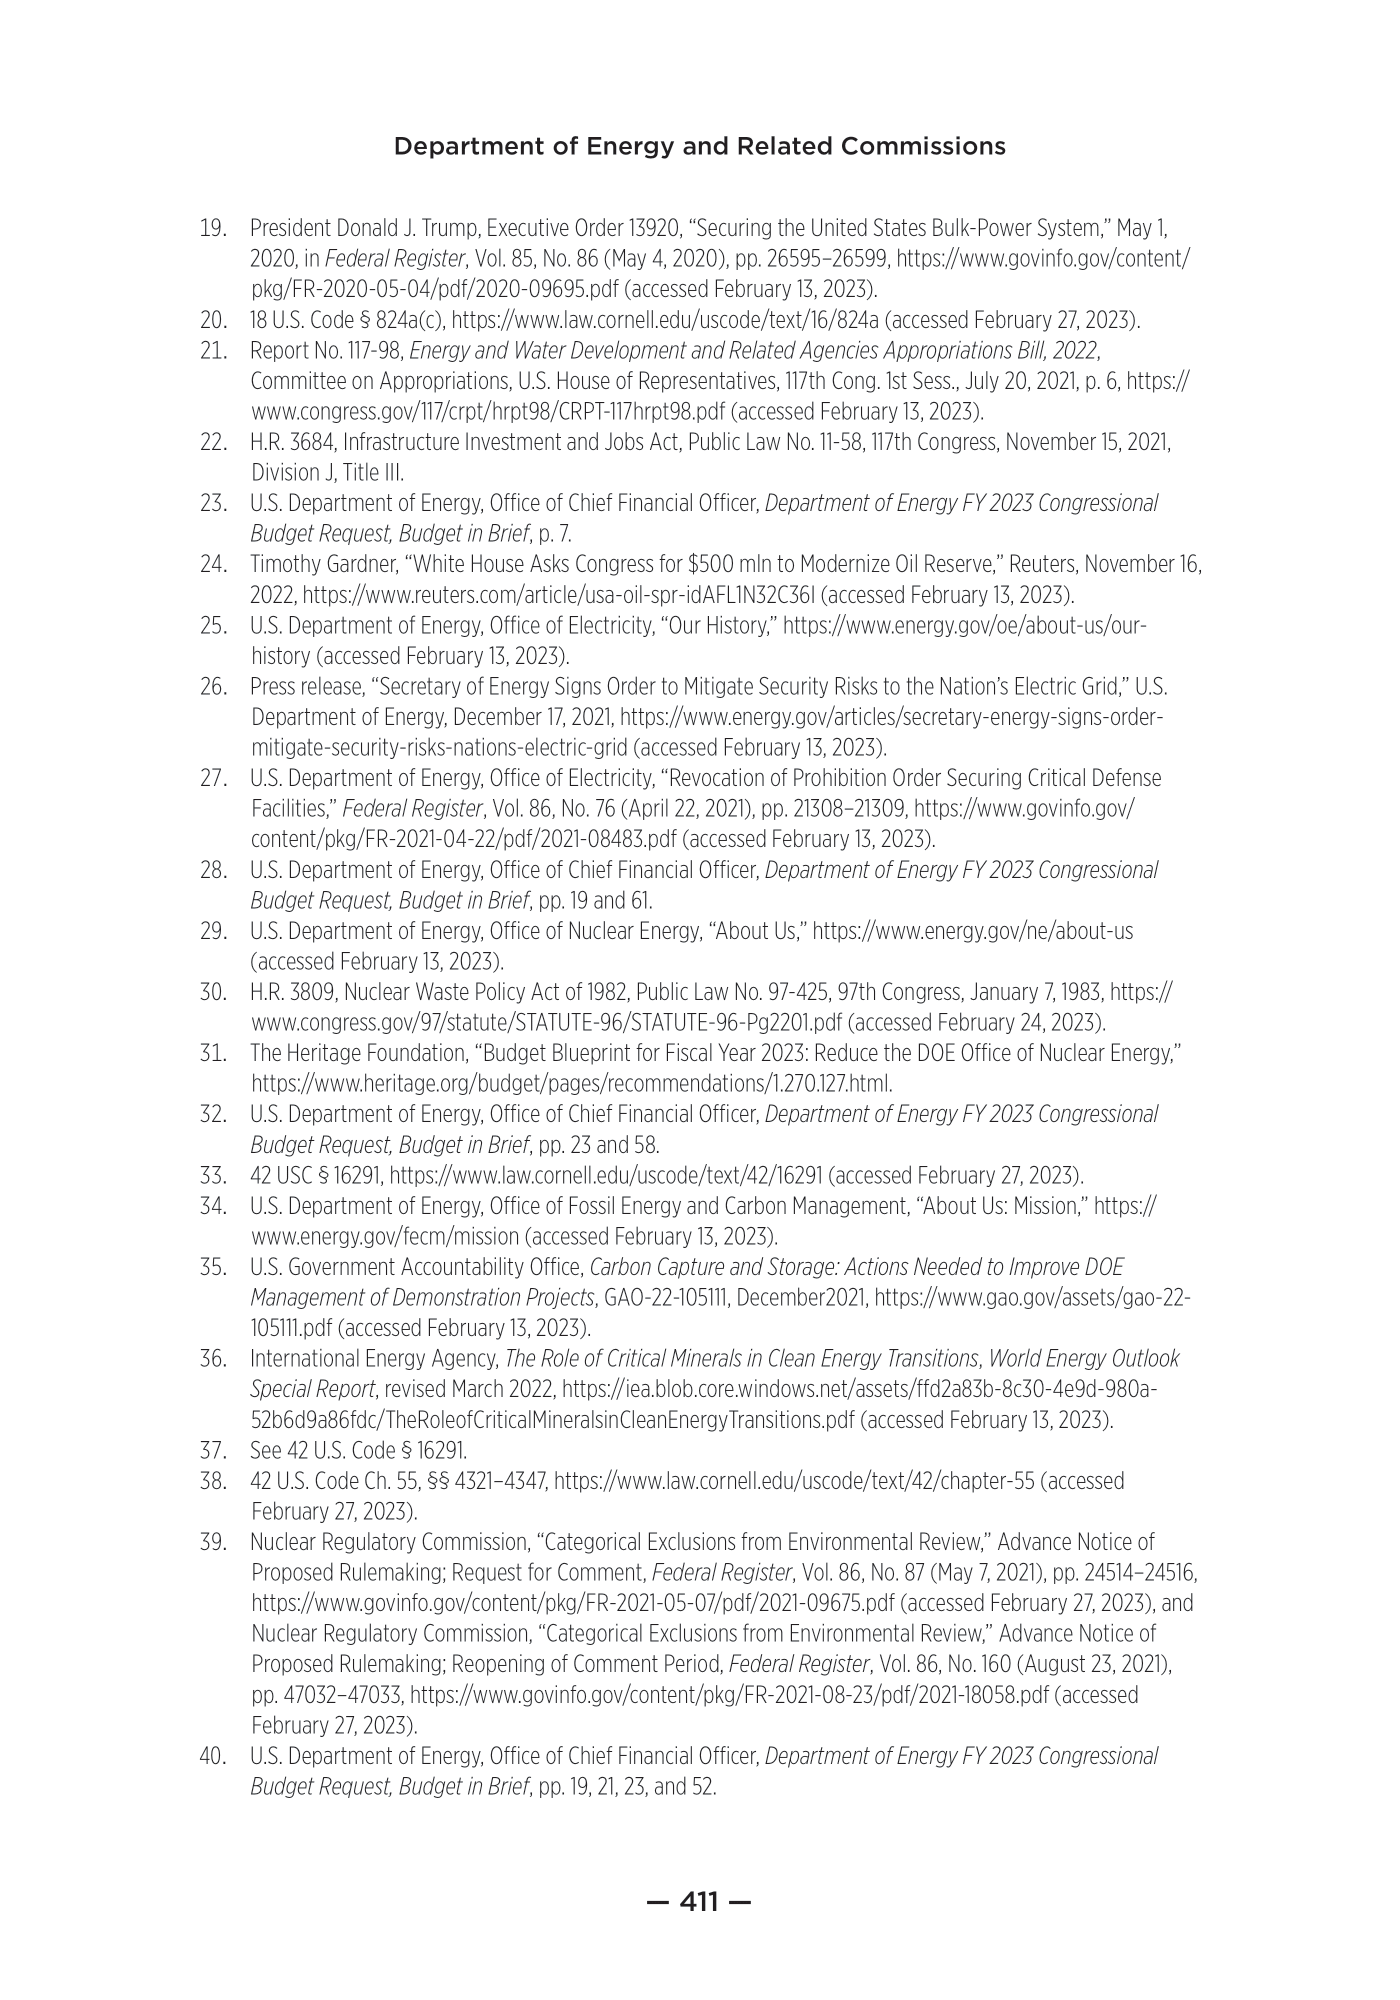 Department of Energy and Related Commissions
19. President Donald J. Trump, Executive Order 13920, “Securing the United States Bulk-Power System,” May 1,
2020, in Federal Register, Vol. 85, No. 86 (May 4, 2020), pp. 26595–26599, https://www.govinfo.gov/content/
pkg/FR-2020-05-04/pdf/2020-09695.pdf (accessed February 13, 2023).
20. 18 U.S. Code § 824a(c), https://www.law.cornell.edu/uscode/text/16/824a (accessed February 27, 2023).
21. Report No. 117-98, Energy and Water Development and Related Agencies Appropriations Bill, 2022,
Committee on Appropriations, U.S. House of Representatives, 117th Cong. 1st Sess., July 20, 2021, p. 6, https://
www.congress.gov/117/crpt/hrpt98/CRPT-117hrpt98.pdf (accessed February 13, 2023).
22. H.R. 3684, Infrastructure Investment and Jobs Act, Public Law No. 11-58, 117th Congress, November 15, 2021,
Division J, Title III.
23. U.S. Department of Energy, Office of Chief Financial Officer, Department of Energy FY 2023 Congressional
Budget Request, Budget in Brief, p. 7.
24. Timothy Gardner, “White House Asks Congress for $500 mln to Modernize Oil Reserve,” Reuters, November 16,
2022, https://www.reuters.com/article/usa-oil-spr-idAFL1N32C36I (accessed February 13, 2023).
25. U.S. Department of Energy, Office of Electricity, “Our History,” https://www.energy.gov/oe/about-us/our-
history (accessed February 13, 2023).
26. Press release, “Secretary of Energy Signs Order to Mitigate Security Risks to the Nation’s Electric Grid,” U.S.
Department of Energy, December 17, 2021, https://www.energy.gov/articles/secretary-energy-signs-order-
mitigate-security-risks-nations-electric-grid (accessed February 13, 2023).
27. U.S. Department of Energy, Office of Electricity, “Revocation of Prohibition Order Securing Critical Defense
Facilities,” Federal Register, Vol. 86, No. 76 (April 22, 2021), pp. 21308–21309, https://www.govinfo.gov/
content/pkg/FR-2021-04-22/pdf/2021-08483.pdf (accessed February 13, 2023).
28. U.S. Department of Energy, Office of Chief Financial Officer, Department of Energy FY 2023 Congressional
Budget Request, Budget in Brief, pp. 19 and 61.
29. U.S. Department of Energy, Office of Nuclear Energy, “About Us,” https://www.energy.gov/ne/about-us
(accessed February 13, 2023).
30. H.R. 3809, Nuclear Waste Policy Act of 1982, Public Law No. 97-425, 97th Congress, January 7, 1983, https://
www.congress.gov/97/statute/STATUTE-96/STATUTE-96-Pg2201.pdf (accessed February 24, 2023).
31. The Heritage Foundation, “Budget Blueprint for Fiscal Year 2023: Reduce the DOE Office of Nuclear Energy,”
https://www.heritage.org/budget/pages/recommendations/1.270.127.html.
32. U.S. Department of Energy, Office of Chief Financial Officer, Department of Energy FY 2023 Congressional
Budget Request, Budget in Brief, pp. 23 and 58.
33. 42 USC § 16291, https://www.law.cornell.edu/uscode/text/42/16291 (accessed February 27, 2023).
34. U.S. Department of Energy, Office of Fossil Energy and Carbon Management, “About Us: Mission,” https://
www.energy.gov/fecm/mission (accessed February 13, 2023).
35. U.S. Government Accountability Office, Carbon Capture and Storage: Actions Needed to Improve DOE
Management of Demonstration Projects, GAO-22-105111, December2021, https://www.gao.gov/assets/gao-22-
105111.pdf (accessed February 13, 2023).
36. International Energy Agency, The Role of Critical Minerals in Clean Energy Transitions, World Energy Outlook
Special Report, revised March 2022, https://iea.blob.core.windows.net/assets/ffd2a83b-8c30-4e9d-980a-
52b6d9a86fdc/TheRoleofCriticalMineralsinCleanEnergyTransitions.pdf (accessed February 13, 2023).
37. See 42 U.S. Code § 16291.
38. 42 U.S. Code Ch. 55, §§ 4321–4347, https://www.law.cornell.edu/uscode/text/42/chapter-55 (accessed
February 27, 2023).
39. Nuclear Regulatory Commission, “Categorical Exclusions from Environmental Review,” Advance Notice of
Proposed Rulemaking; Request for Comment, Federal Register, Vol. 86, No. 87 (May 7, 2021), pp. 24514–24516,
https://www.govinfo.gov/content/pkg/FR-2021-05-07/pdf/2021-09675.pdf (accessed February 27, 2023), and
Nuclear Regulatory Commission, “Categorical Exclusions from Environmental Review,” Advance Notice of
Proposed Rulemaking; Reopening of Comment Period, Federal Register, Vol. 86, No. 160 (August 23, 2021),
pp. 47032–47033, https://www.govinfo.gov/content/pkg/FR-2021-08-23/pdf/2021-18058.pdf (accessed
February 27, 2023).
40. U.S. Department of Energy, Office of Chief Financial Officer, Department of Energy FY 2023 Congressional
Budget Request, Budget in Brief, pp. 19, 21, 23, and 52.
— 411 —